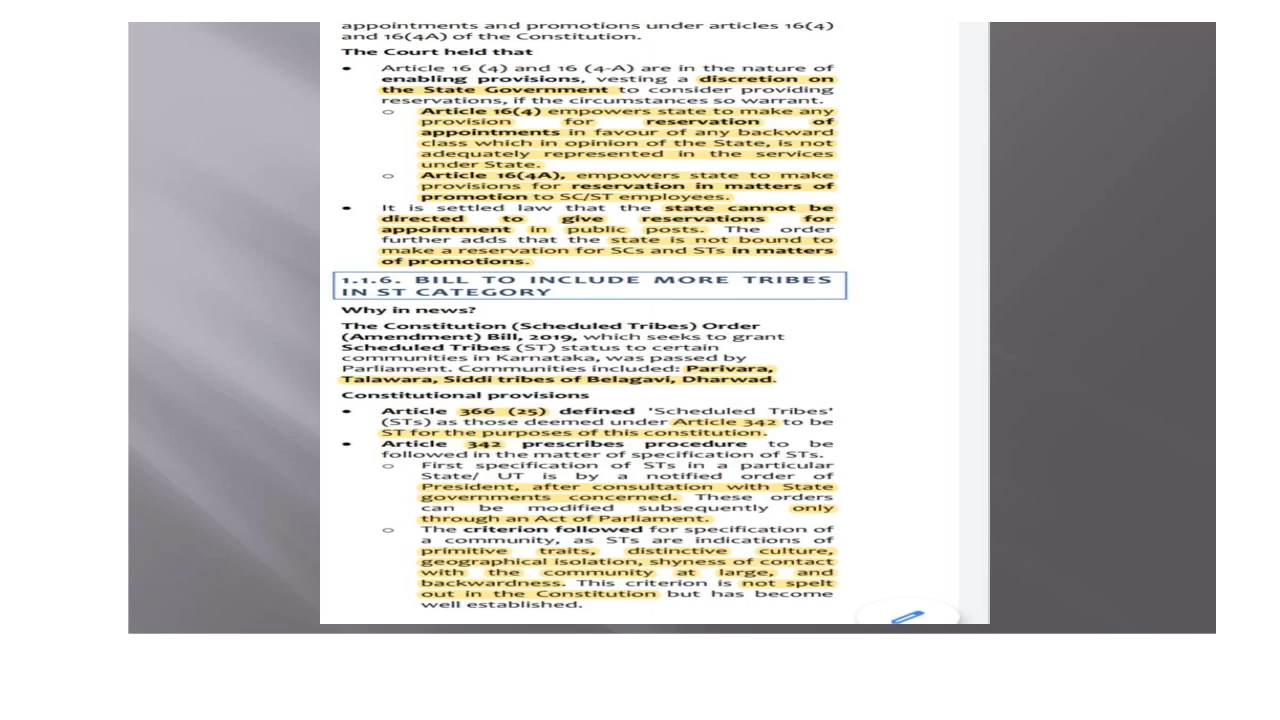 appointments and promotions under articles 16(4)
and 16(4A) of the Constitution.
The Court held that
• Article 16 (4) and 16 (4-A) are in the nature of
enabling provisions, vesting a discretion on
the State Government to consider providing
reservations, if the circumstances so warrant.
○ Article 16(4) empowers state to make any
provision for reservation of
appointments in favour of any backward
class which in opinion of the State, is not
adequately represented in the services
under State.
○ Article 16(4A), empowers state to make
provisions for reservation in matters of
promotion to SC/ST employees.
• It is settled law that the state cannot be
directed to give reservations for
appointment in public posts. The order
further adds that the state is not bound to
make a reservation for SCs and STs in matters
of promotions.
1.1.6. BILL TO INCLUDE MORE TRIBES
IN ST CATEGORY
Why in news?
The Constitution (Scheduled Tribes) Order
(Amendment) Bill, 2019, which seeks to grant
Scheduled Tribes (ST) status to certain
communities in Karnataka, was passed by
Parliament. Communities included: Parivara,
Talawara, Siddi tribes of Belagavi, Dharwad.
Constitutional provisions
• Article 366 (25) defined 'Scheduled Tribes'
(STs) as those deemed under Article 342 to be
ST for the purposes of this constitution.
• Article 342 prescribes procedure to be
followed in the matter of specification of STs.
○ First specification of STs in a particular
State/ UT is by a notified order of
President, after consultation with State
governments concerned. These orders
can be modified subsequently only
through an Act of Parliament.
○ The criterion followed for specification of
a community, as STs are indications of
primitive traits, distinctive culture,
geographical isolation, shyness of contact
with the community at large, and
backwardness. This criterion is not spelt
out in the Constitution but has become
well established.